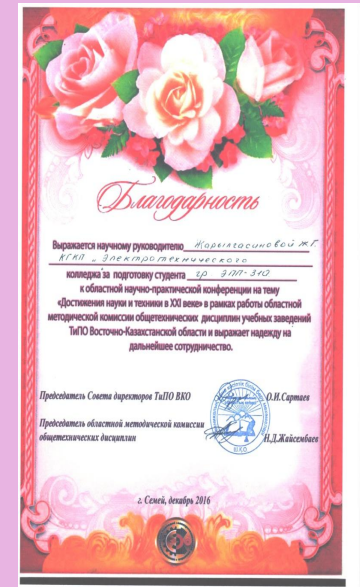 Благодарность
Выражается научному руководителю Жарылгасиновой Ж.Г.
КГКП "Электротехнического
колледжа за подготовку студента гр ЭПП-310
к областной научно-практической конференции на тему
«Достижения науки и техники в XXI веке» в рамках работы областной
методической комиссии общетехнических дисциплин учебных заведений
ТиПО Восточно-Казахстанской области и выражает надежду на
дальнейшее сотрудничество.
Председатель Совета директоров ТиПО ВКО О.И.Сартаев
Председатель областной методической комиссии
общетехнических дисциплин Н.Д.Жайсембаев
ВКО
г. Семей, декабрь 2016